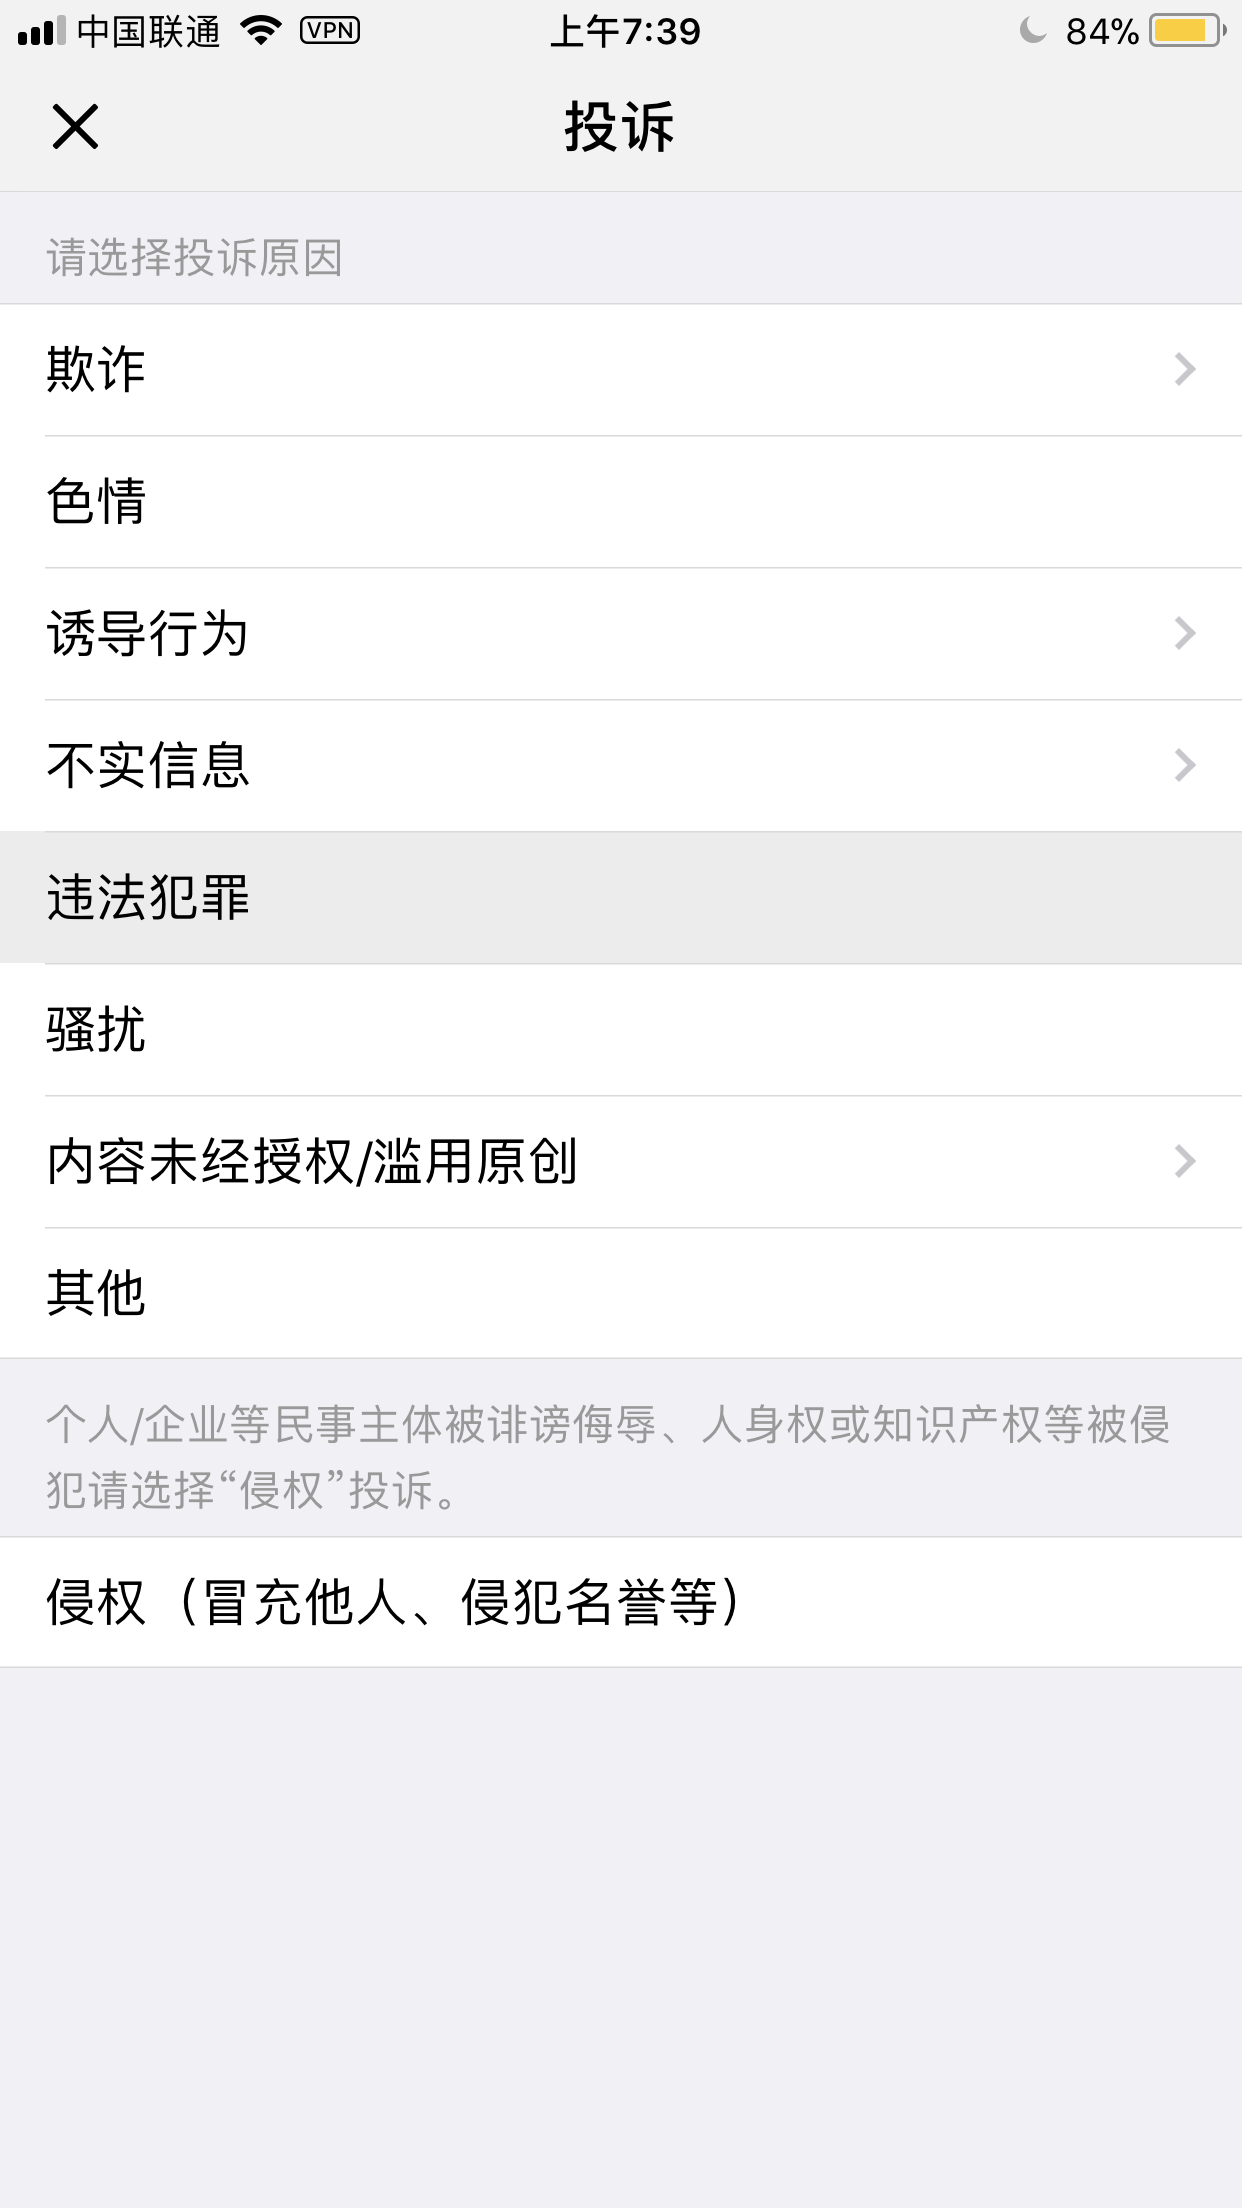 中国联通 VPN 上午7:39 84%
投诉
请选择投诉原因
欺诈
色情
诱导行为
不实信息
违法犯罪
骚扰
内容未经授权/滥用原创
其他
个人/企业等民事主体被诽谤侮辱、人身权或知识产权等被侵
犯请选择“侵权”投诉。
侵权（冒充他人、侵犯名誉等）